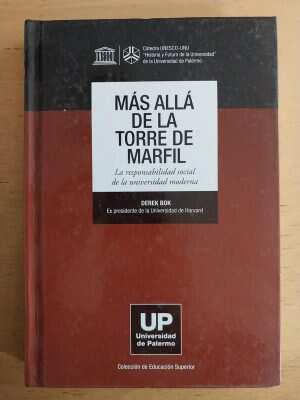 Cátedra UNESCO-UNU
"Historia y Futuro de la Universidad"
de la Universidad de Palermo
MÁS ALLÁ
DE LA
TORRE DE
MARFIL
La responsabilidad social
de la universidad moderna
DEREK BOK
Ex presidente de la Universidad de Harvard
UP
Universidad
de Palermo
Colección de Educación Superior